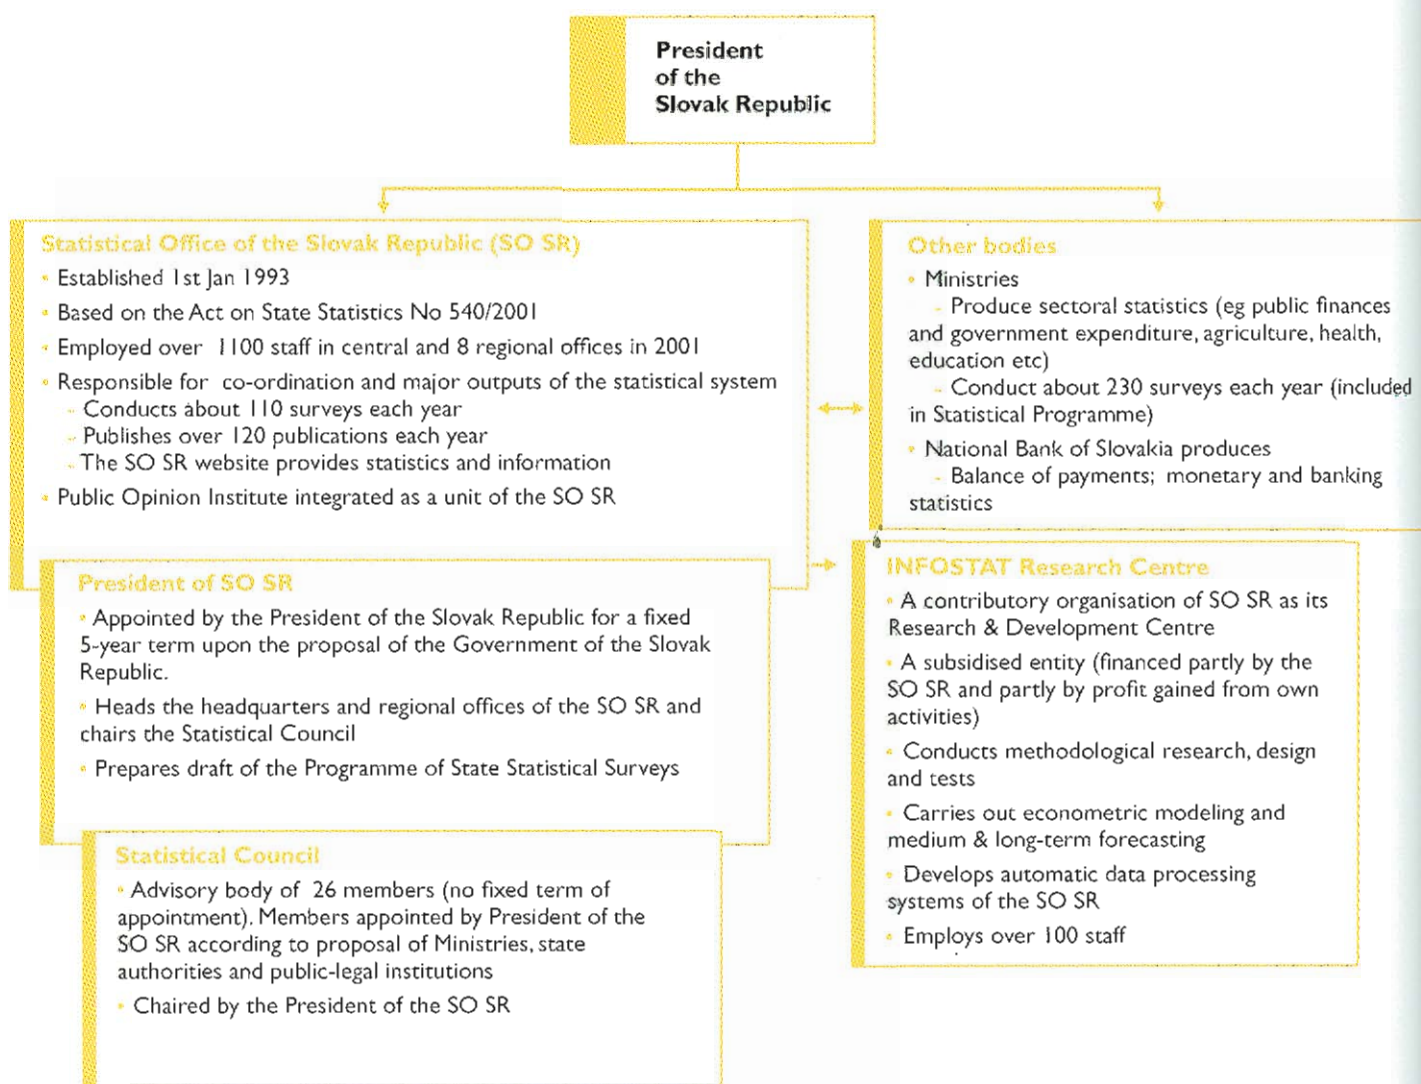 President
of the
Slovak Republic
Statistical Office of the Slovak Republic (SO SR)
• Established 1st Jan 1993
• Based on the Act on State Statistics No 540/2001
• Employed over 1100 staff in central and 8 regional offices in 2001
• Responsible for co-ordination and major outputs of the statistical system
- Conducts about 110 surveys each year
- Publishes over 120 publications each year
- The SO SR website provides statistics and information
• Public Opinion Institute integrated as a unit of the SO SR
Other bodies
• Ministries
- Produce sectoral statistics (eg public finances
and government expenditure, agriculture, health,
education etc)
- Conduct about 230 surveys each year (included
in Statistical Programme)
• National Bank of Slovakia produces
- Balance of payments; monetary and banking
statistics
President of SO SR
• Appointed by the President of the Slovak Republic for a fixed
5-year term upon the proposal of the Government of the Slovak
Republic.
• Heads the headquarters and regional offices of the SO SR and
chairs the Statistical Council
• Prepares draft of the Programme of State Statistical Surveys
INFOSTAT Research Centre
• A contributory organisation of SO SR as its
Research & Development Centre
• A subsidised entity (financed partly by the
SO SR and partly by profit gained from own
activities)
• Conducts methodological research, design
and tests
• Carries out econometric modeling and
medium & long-term forecasting
• Develops automatic data processing
systems of the SO SR
• Employs over 100 staff
Statistical Council
• Advisory body of 26 members (no fixed term of
appointment). Members appointed by President of the
SO SR according to proposal of Ministries, state
authorities and public-legal institutions
• Chaired by the President of the SO SR